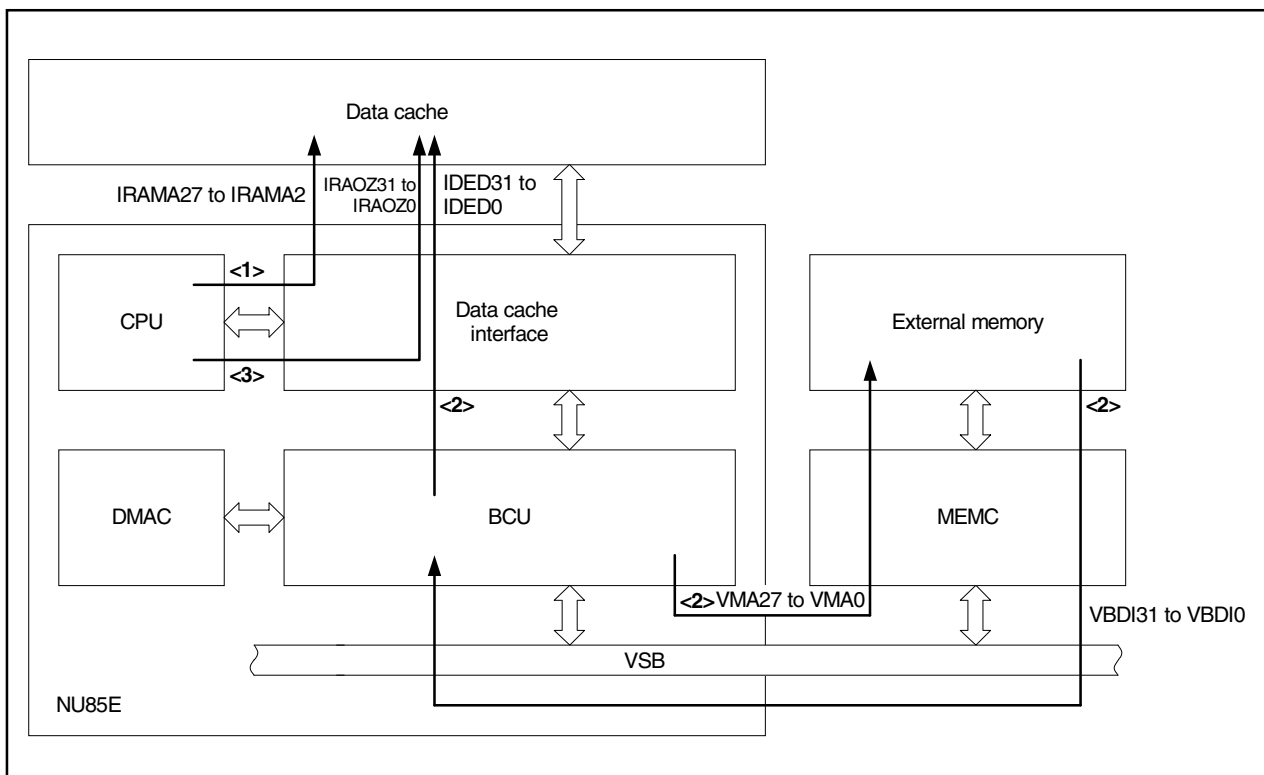 Data cache
IRAMA27 to IRAMA2
IRAOZ31 to
IRAOZ0
IDED31 to
IDED0
<1>
CPU
Data cache
interface
External memory
<3>
<2>
<2>
DMAC
BCU
MEMC
<2>VMA27 to VMA0
VBDI31 to VBDI0
VSB
NU85E